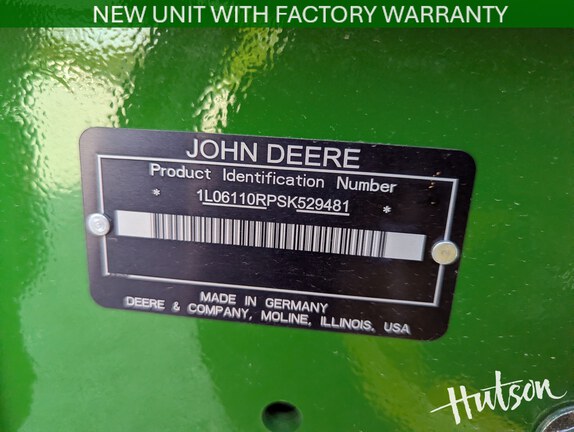 NEW UNIT WITH FACTORY WARRANTY
JOHN DEERE
Product Identification Number
* 1L06110RPSK529481 *
MADE IN GERMANY
DEERE & COMPANY, MOLINE, ILLINOIS, USA
Hutson